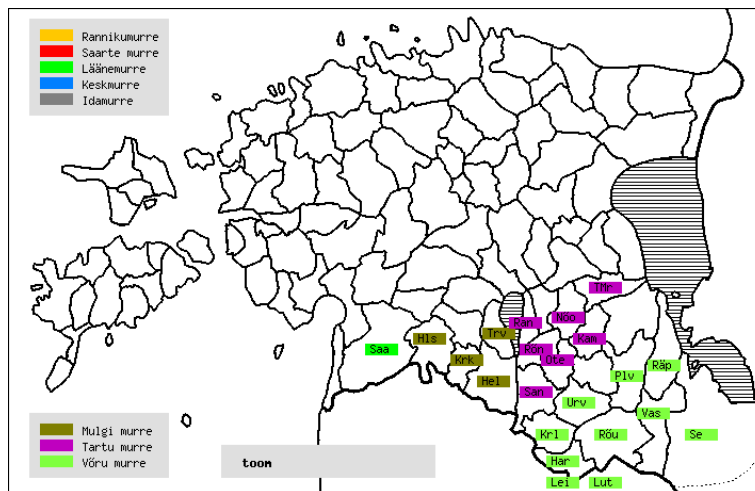 Rannikumurre
Saarte murre
Läänemurre
Keskmurre
Idamurre
TMr
Ran
Nõo
Trv
Hls
Kam
Saa
Rõn
Krk
Ote
Räp
Plv
Hel
San
Urv
Vas
Mulgi murre
Tartu murre
Võru murre
Krl
Rõu
Se
toom
Har
Lei
Lut